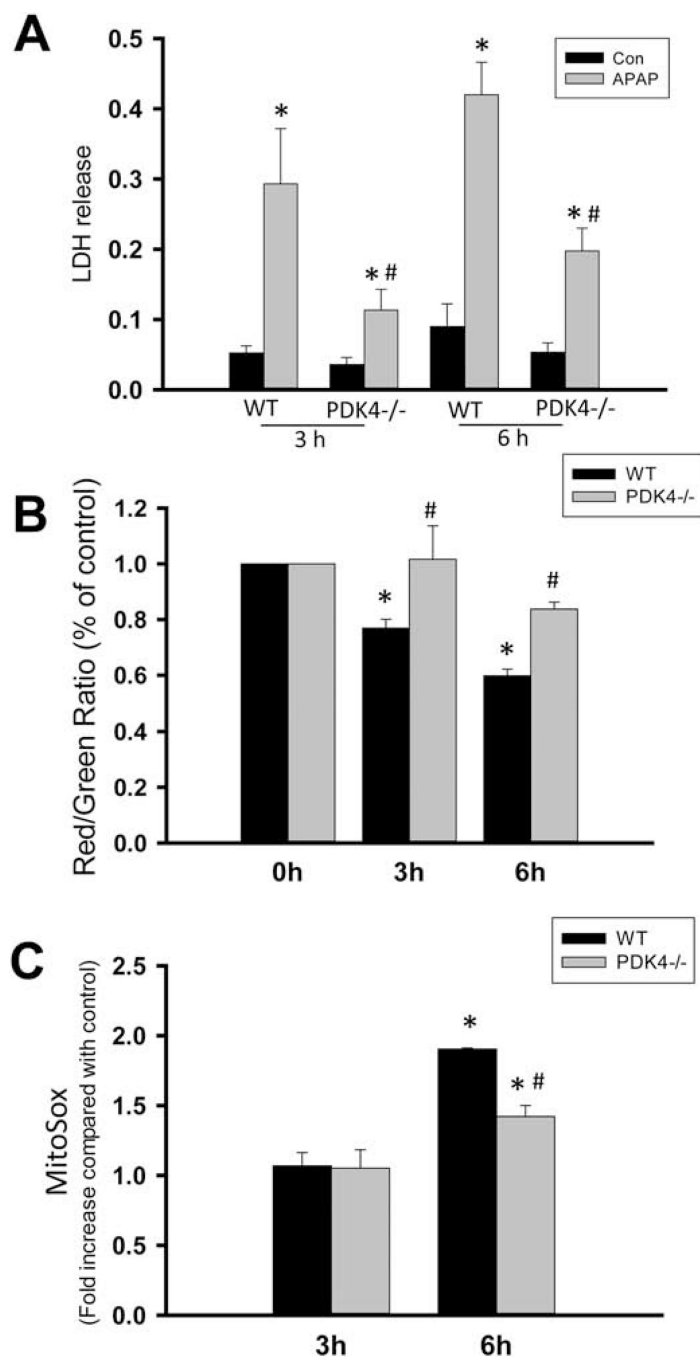 A
LDH release
0.5
0.4
0.3
0.2
0.1
0.0
Con
APAP
*
* #
*
* #
WT
PDK4-/-
WT
PDK4-/-
3 h
6 h
B
Red/Green Ratio (% of control)
1.2
1.0
0.8
0.6
0.4
0.2
0.0
WT
PDK4-/-
*
#
*
#
0h
3h
6h
C
MitoSox
(Fold increase compared with control)
2.5
2.0
1.5
1.0
0.5
0.0
WT
PDK4-/-
*
* #
3h
6h